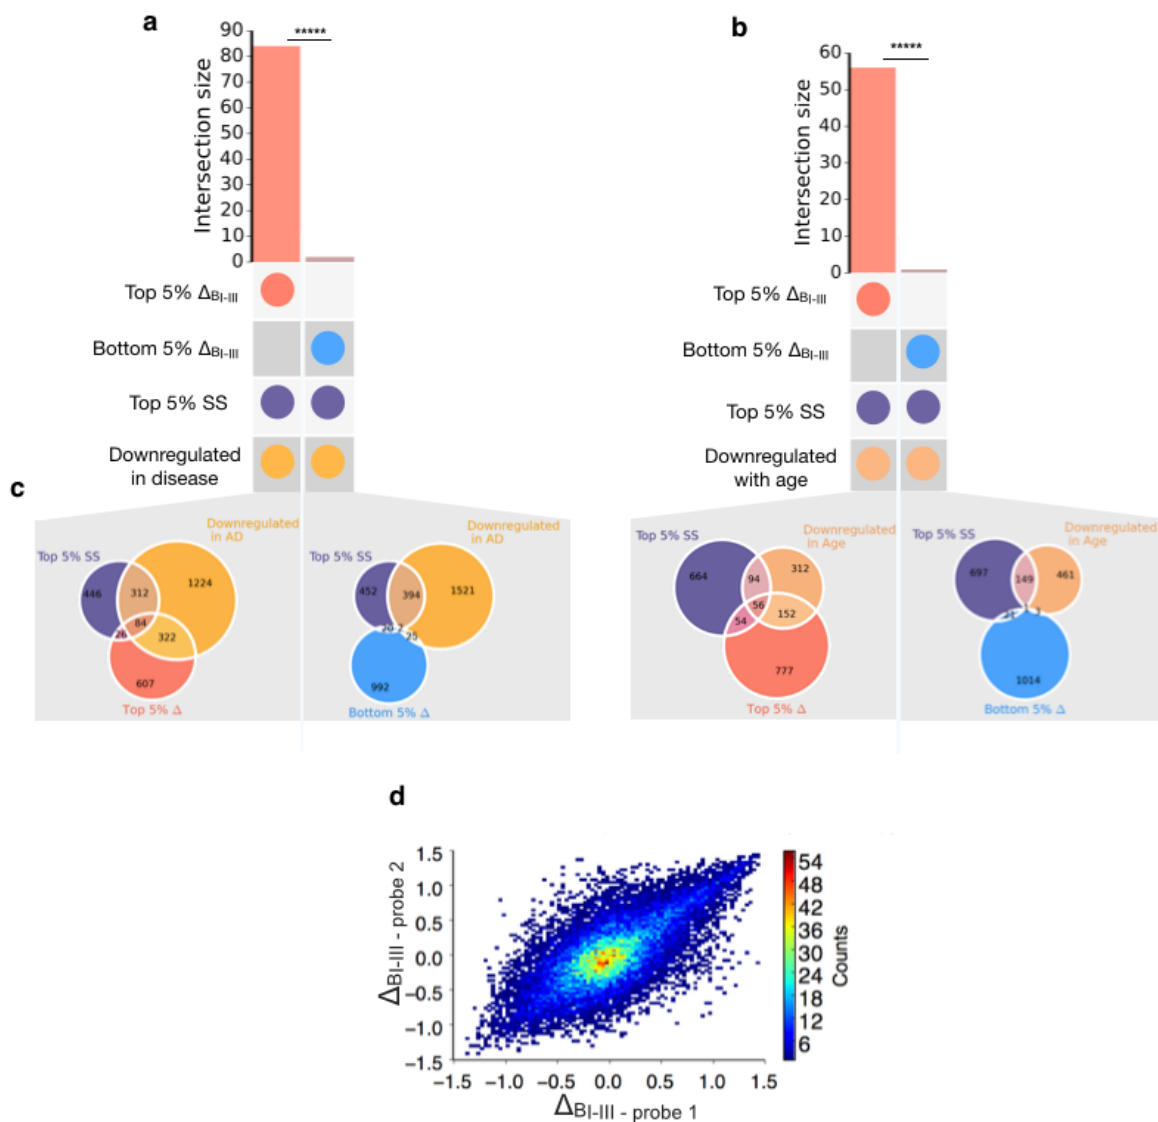 a
90
80
70
60
50
40
30
20
10
0
Intersection size
*****
Top 5% ΔBI-III
Bottom 5% ΔBI-III
Top 5% SS
Downregulated
in disease
b
60
50
40
30
20
10
0
Intersection size
*****
Top 5% ΔBI-III
Bottom 5% ΔBI-III
Top 5% SS
Downregulated
with age
c
Top 5% SS
Downregulated
in AD
446
312
1224
84
26
322
607
Top 5% Δ
Top 5% SS
Downregulated
in AD
452
394
1521
20
2
25
992
Bottom 5% Δ
Top 5% SS
Downregulated
in Age
664
94
312
56
54
152
777
Top 5% Δ
Top 5% SS
Downregulated
in Age
697
149
461
1
3
1014
Bottom 5% Δ
d
1.5
1.0
0.5
0.0
−0.5
−1.0
−1.5
ΔBI-III - probe 2
−1.5 −1.0 −0.5 0.0 0.5 1.0 1.5
ΔBI-III - probe 1
54
48
42
36
30
24
18
12
6
Counts